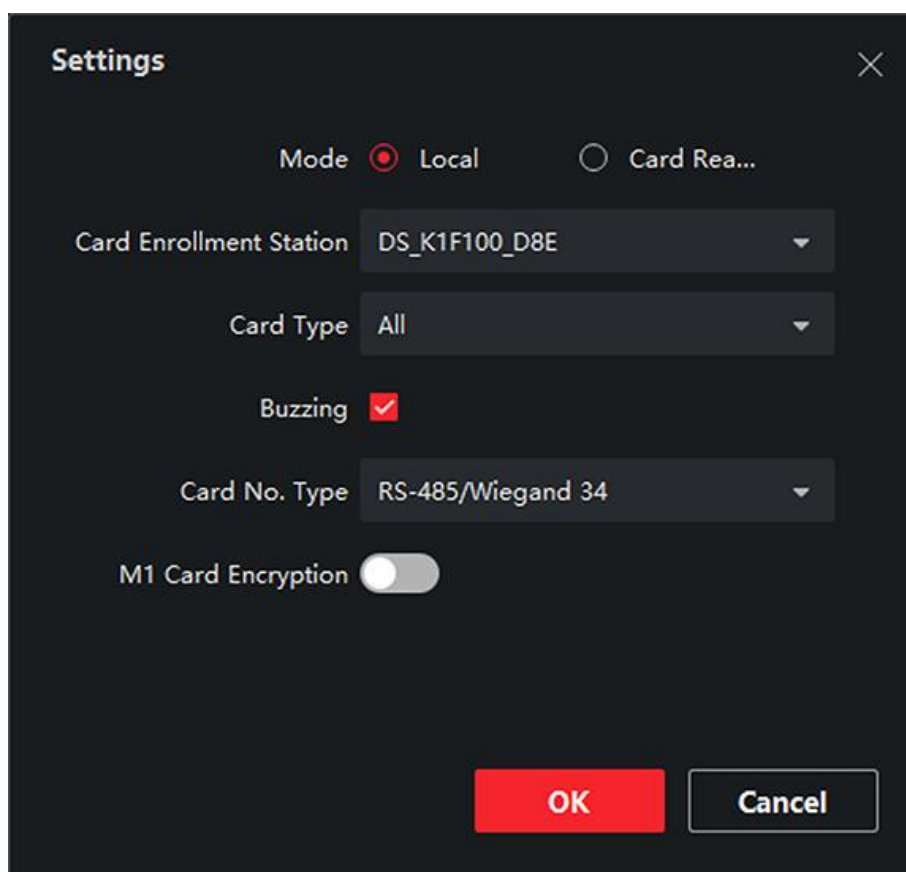 Settings
Mode Local Card Rea...
Card Enrollment Station DS_K1F100_D8E
Card Type All
Buzzing
Card No. Type RS-485/Wiegand 34
M1 Card Encryption
OK Cancel